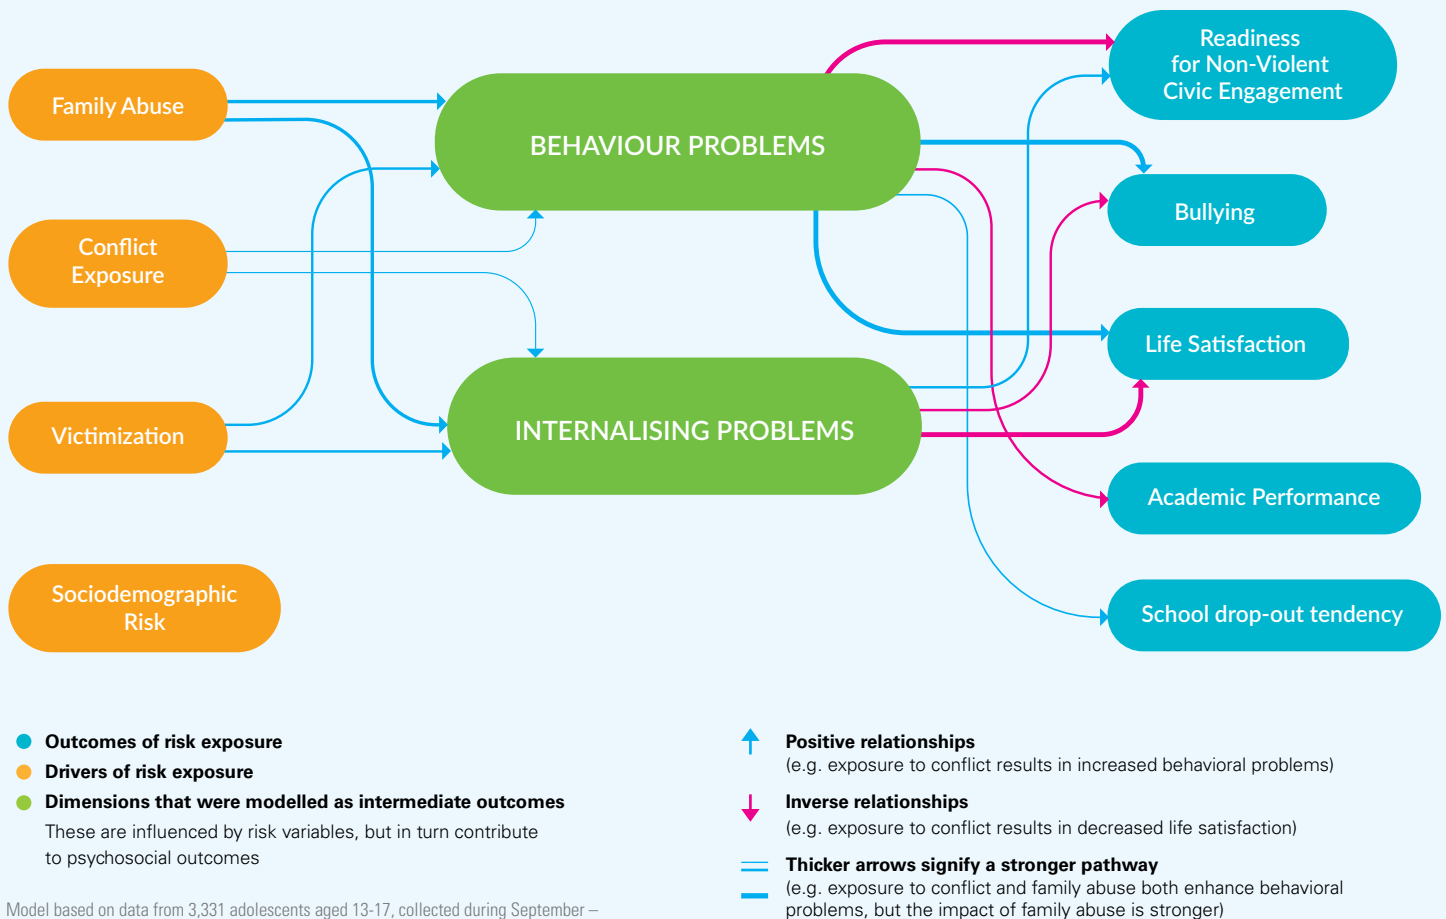 Family Abuse
Conflict
Exposure
Victimization
Sociodemographic
Risk
BEHAVIOUR PROBLEMS
INTERNALISING PROBLEMS
Readiness
for Non-Violent
Civic Engagement
Bullying
Life Satisfaction
Academic Performance
School drop-out tendency
Outcomes of risk exposure
Drivers of risk exposure
Dimensions that were modelled as intermediate outcomes
These are influenced by risk variables, but in turn contribute
to psychosocial outcomes
Model based on data from 3,331 adolescents aged 13-17, collected during September –
Positive relationships
(e.g. exposure to conflict results in increased behavioral problems)
Inverse relationships
(e.g. exposure to conflict results in decreased life satisfaction)
Thicker arrows signify a stronger pathway
(e.g. exposure to conflict and family abuse both enhance behavioral
problems, but the impact of family abuse is stronger)